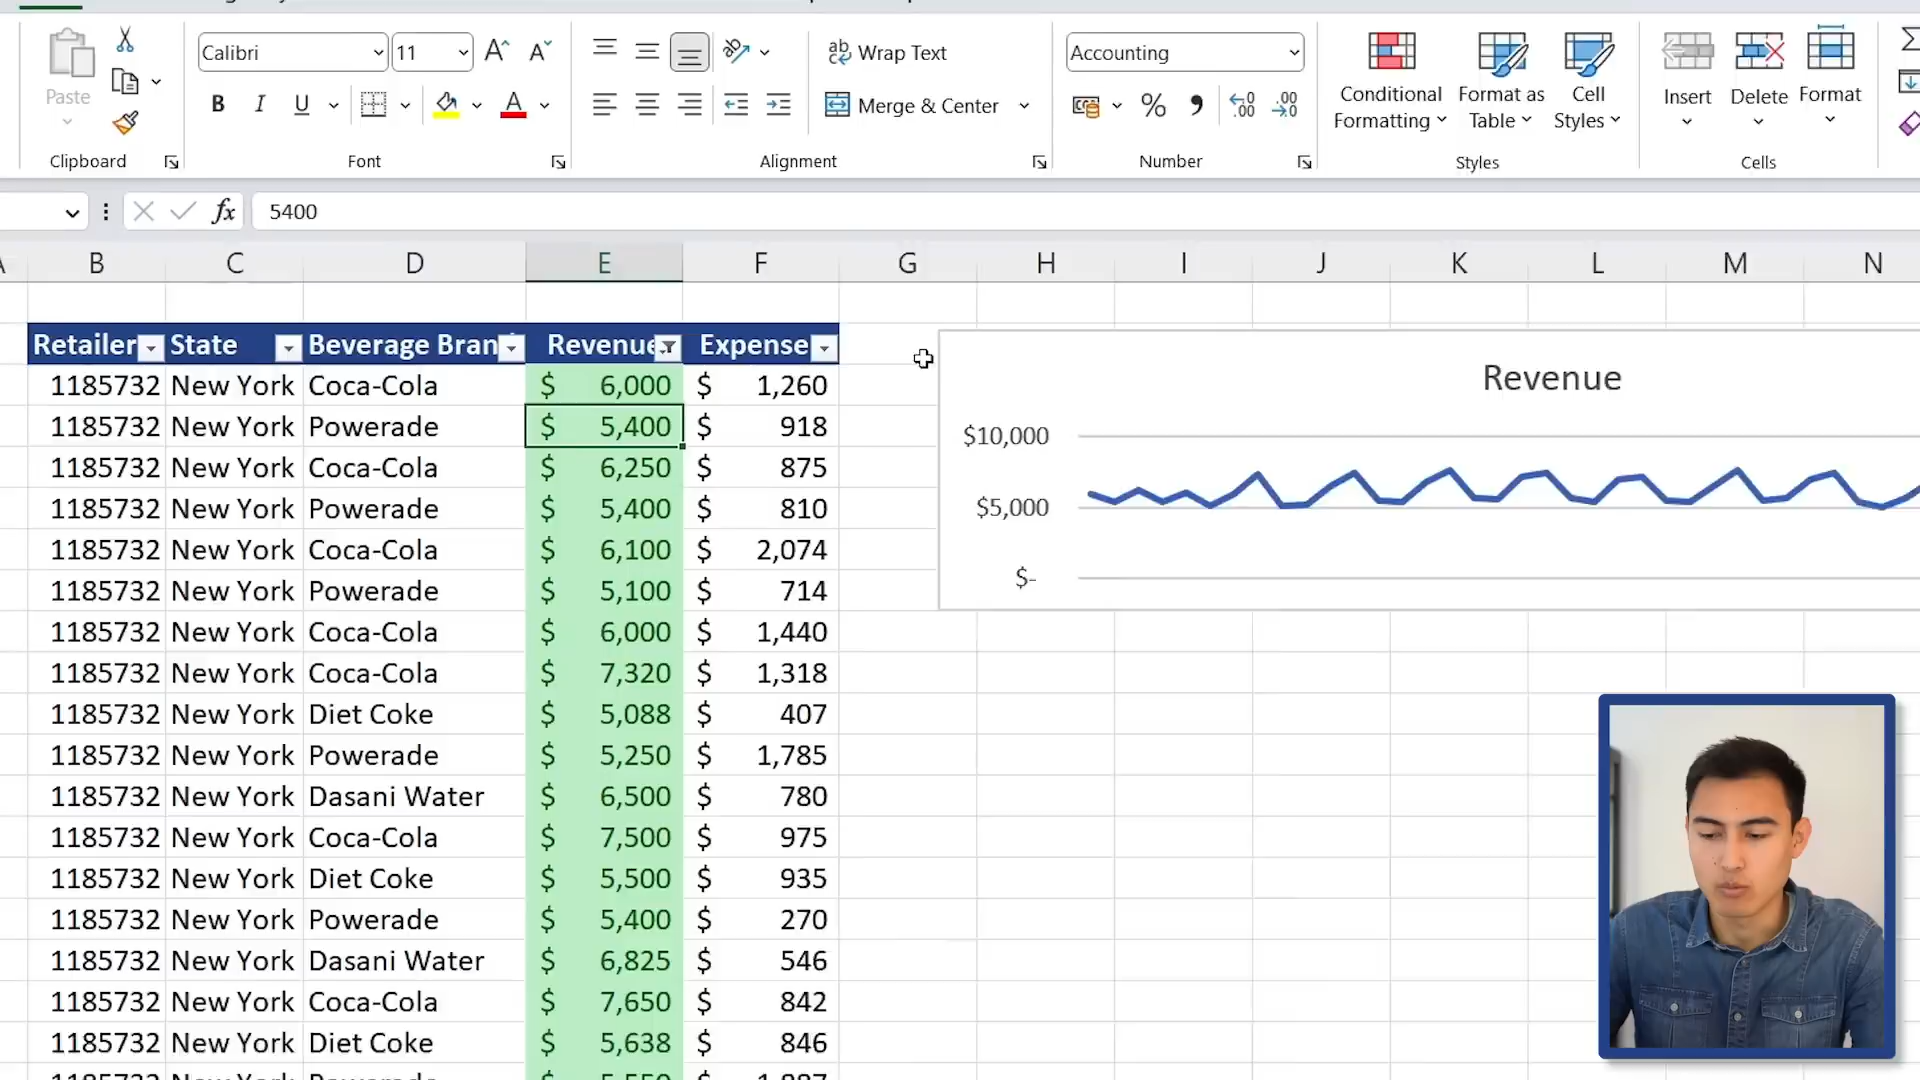 Calibri
11
Wrap Text
Accounting
Paste
B I U
A
Merge & Center
%
Conditional Formatting
Format as Table
Cell Styles
Insert
Delete
Format
Clipboard
Font
Alignment
Number
Styles
Cells
fx 5400
B C D E F G H I J K L M N
Retailer State Beverage Bran Revenue Expense
1185732 New York Coca-Cola $ 6,000 $ 1,260
1185732 New York Powerade $ 5,400 $ 918
1185732 New York Coca-Cola $ 6,250 $ 875
1185732 New York Powerade $ 5,400 $ 810
1185732 New York Coca-Cola $ 6,100 $ 2,074
1185732 New York Powerade $ 5,100 $ 714
1185732 New York Coca-Cola $ 6,000 $ 1,440
1185732 New York Coca-Cola $ 7,320 $ 1,318
1185732 New York Diet Coke $ 5,088 $ 407
1185732 New York Powerade $ 5,250 $ 1,785
1185732 New York Dasani Water $ 6,500 $ 780
1185732 New York Coca-Cola $ 7,500 $ 975
1185732 New York Diet Coke $ 5,500 $ 935
1185732 New York Powerade $ 5,400 $ 270
1185732 New York Dasani Water $ 6,825 $ 546
1185732 New York Coca-Cola $ 7,650 $ 842
1185732 New York Diet Coke $ 5,638 $ 846
Revenue
$10,000
$5,000
$-